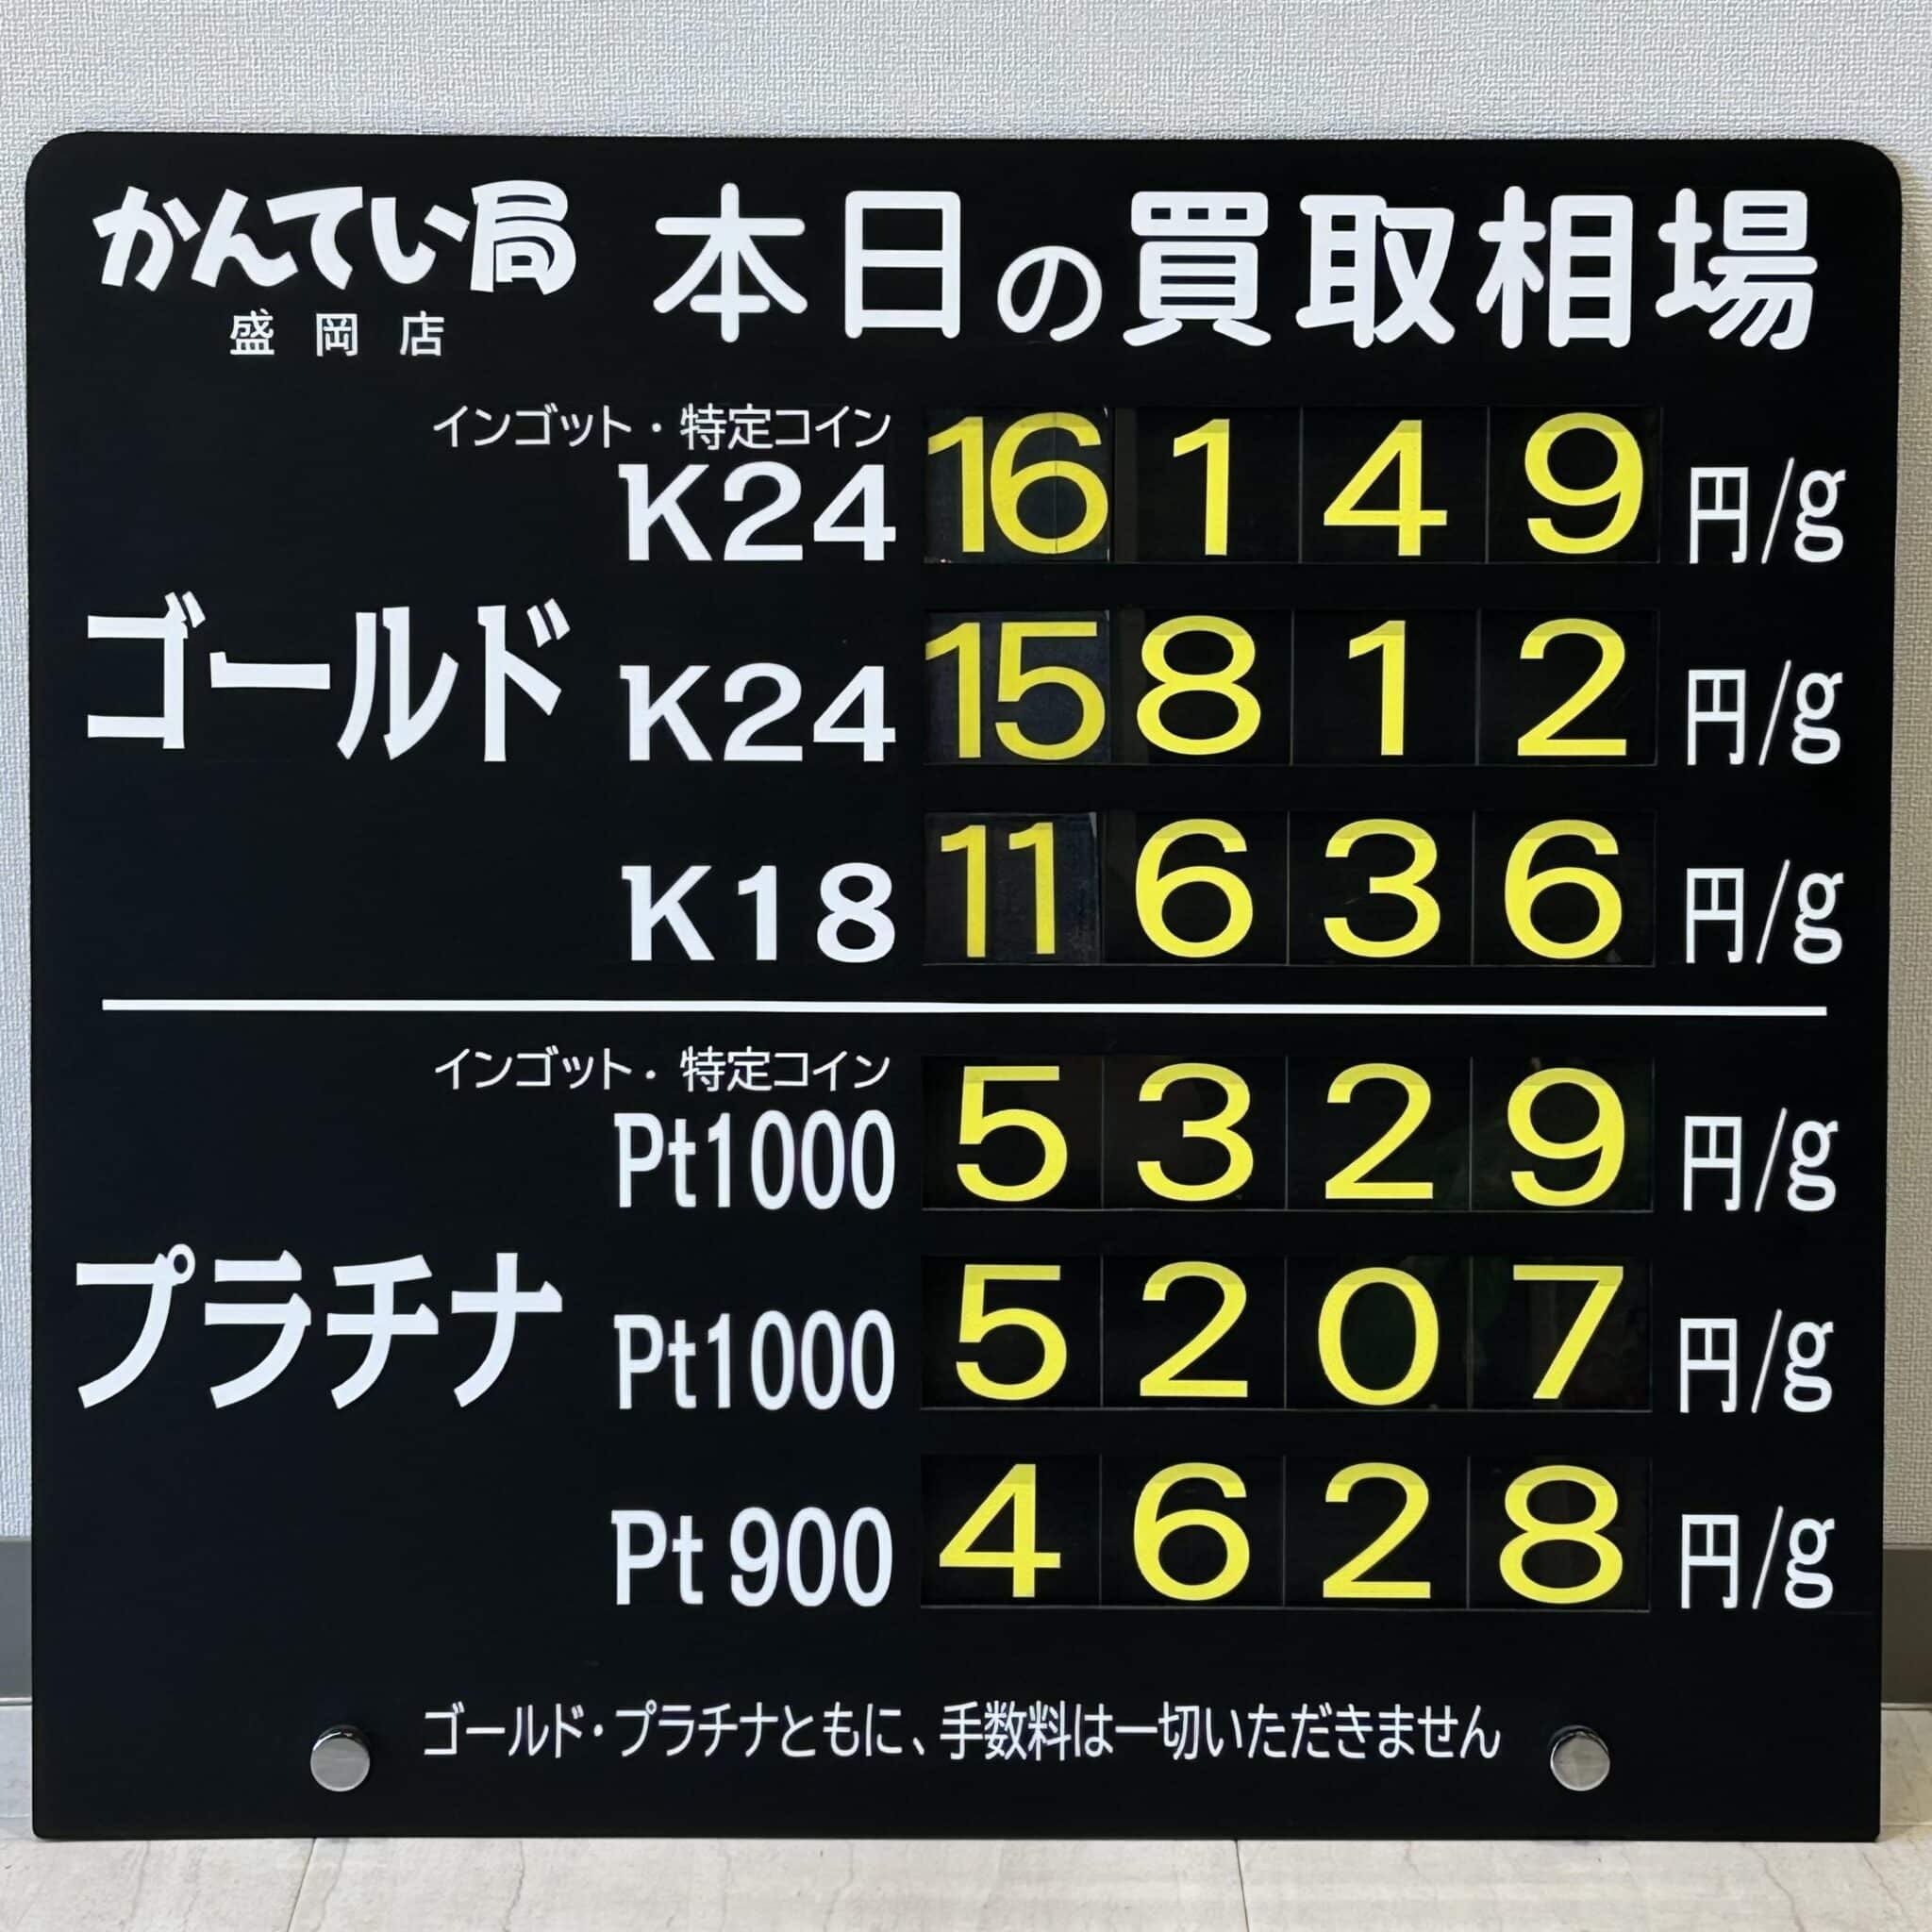 かんてい局 本日の買取相場
盛岡店
インゴット・特定コイン
K24 16149 円/g
ゴールド K24 15812 円/g
K18 11636 円/g
インゴット・特定コイン
Pt1000 5329 円/g
プラチナ Pt1000 5207 円/g
Pt900 4628 円/g
ゴールド・プラチナともに、手数料は一切いただきません